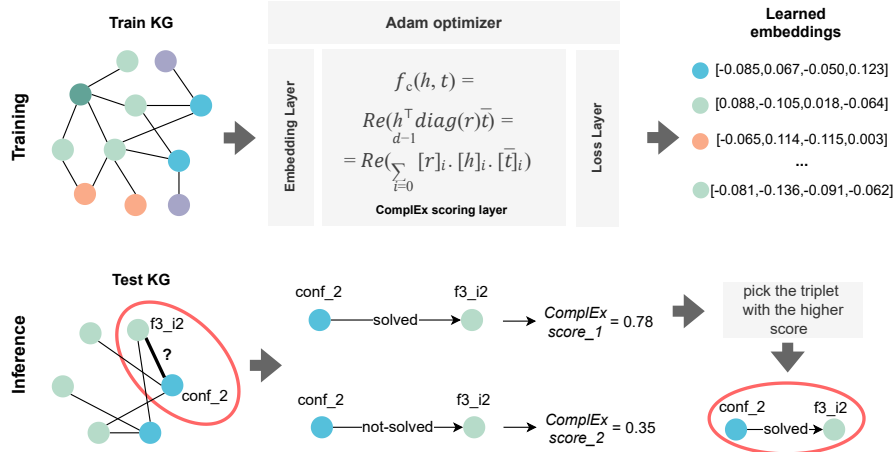 Train KG
Adam optimizer
Learned
embeddings
Training
Embedding Layer
f_c(h, t) =
Re(h^⊤ diag(r) t̅) =
= Re(∑_{i=0}^{d-1} [r]_i . [h]_i . [t̅]_i)
ComplEx scoring layer
Loss Layer
[-0.085,0.067,-0.050,0.123]
[0.088,-0.105,0.018,-0.064]
[-0.065,0.114,-0.115,0.003]
...
[-0.081,-0.136,-0.091,-0.062]
Inference
Test KG
f3_i2
?
conf_2
conf_2
f3_i2
solved
ComplEx
score_1 = 0.78
conf_2
f3_i2
not-solved
ComplEx
score_2 = 0.35
pick the triplet
with the higher
score
conf_2
f3_i2
solved